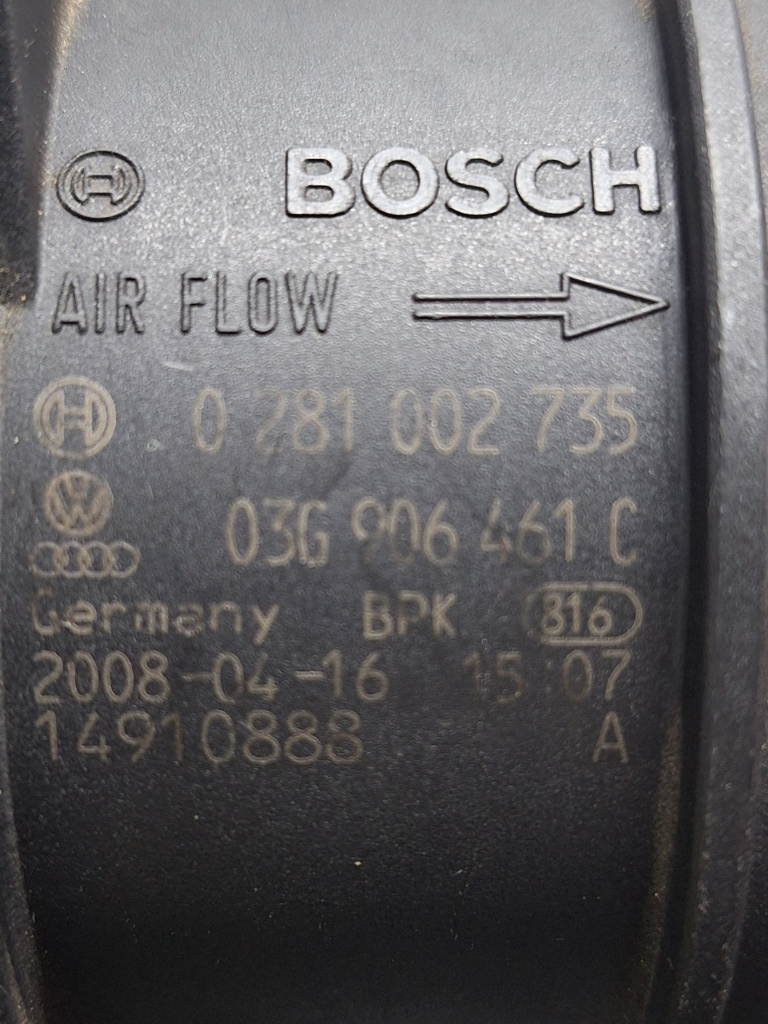 BOSCH
AIR FLOW
0 281 002 735
03G 906 461 C
Germany BPK 816
2008-04-16 15:07
14910888 A